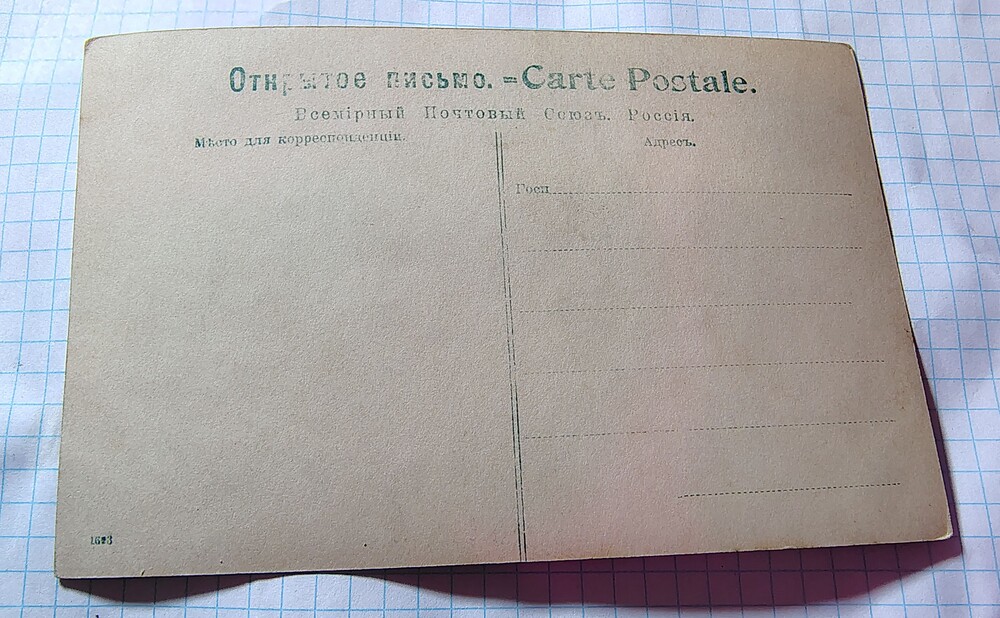 Открытое письмо. =Carte Postale.
Всемірный Почтовый Союзъ. Россія.
Мѣсто для корреспонденціи.
Адресъ.
Госп